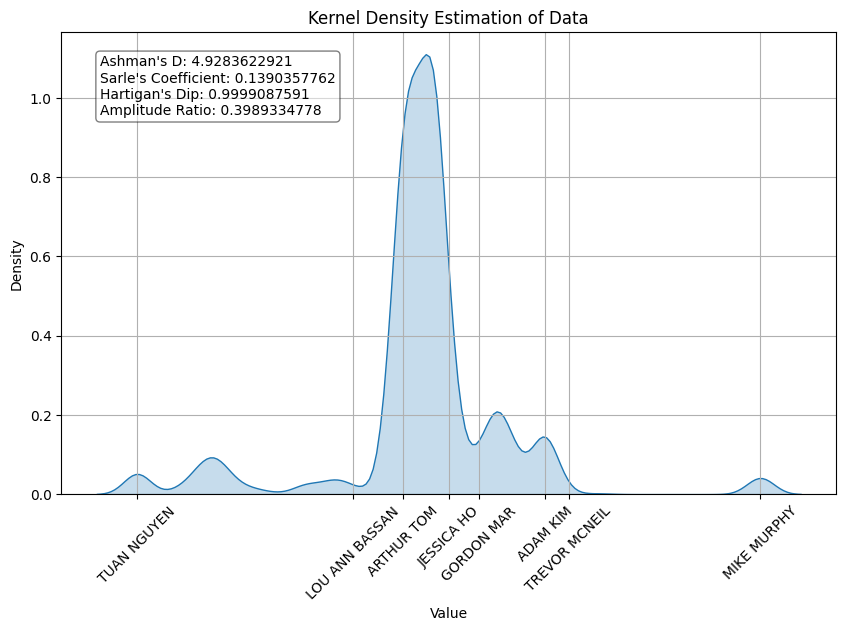 Kernel Density Estimation of Data
Ashman's D: 4.9283622921
Sarle's Coefficient: 0.1390357762
Hartigan's Dip: 0.9999087591
Amplitude Ratio: 0.3989334778
Density
1.0
0.8
0.6
0.4
0.2
0.0
TUAN NGUYEN
LOU ANN BASSAN
ARTHUR TOM
JESSICA HO
GORDON MAR
ADAM KIM
TREVOR MCNEIL
MIKE MURPHY
Value